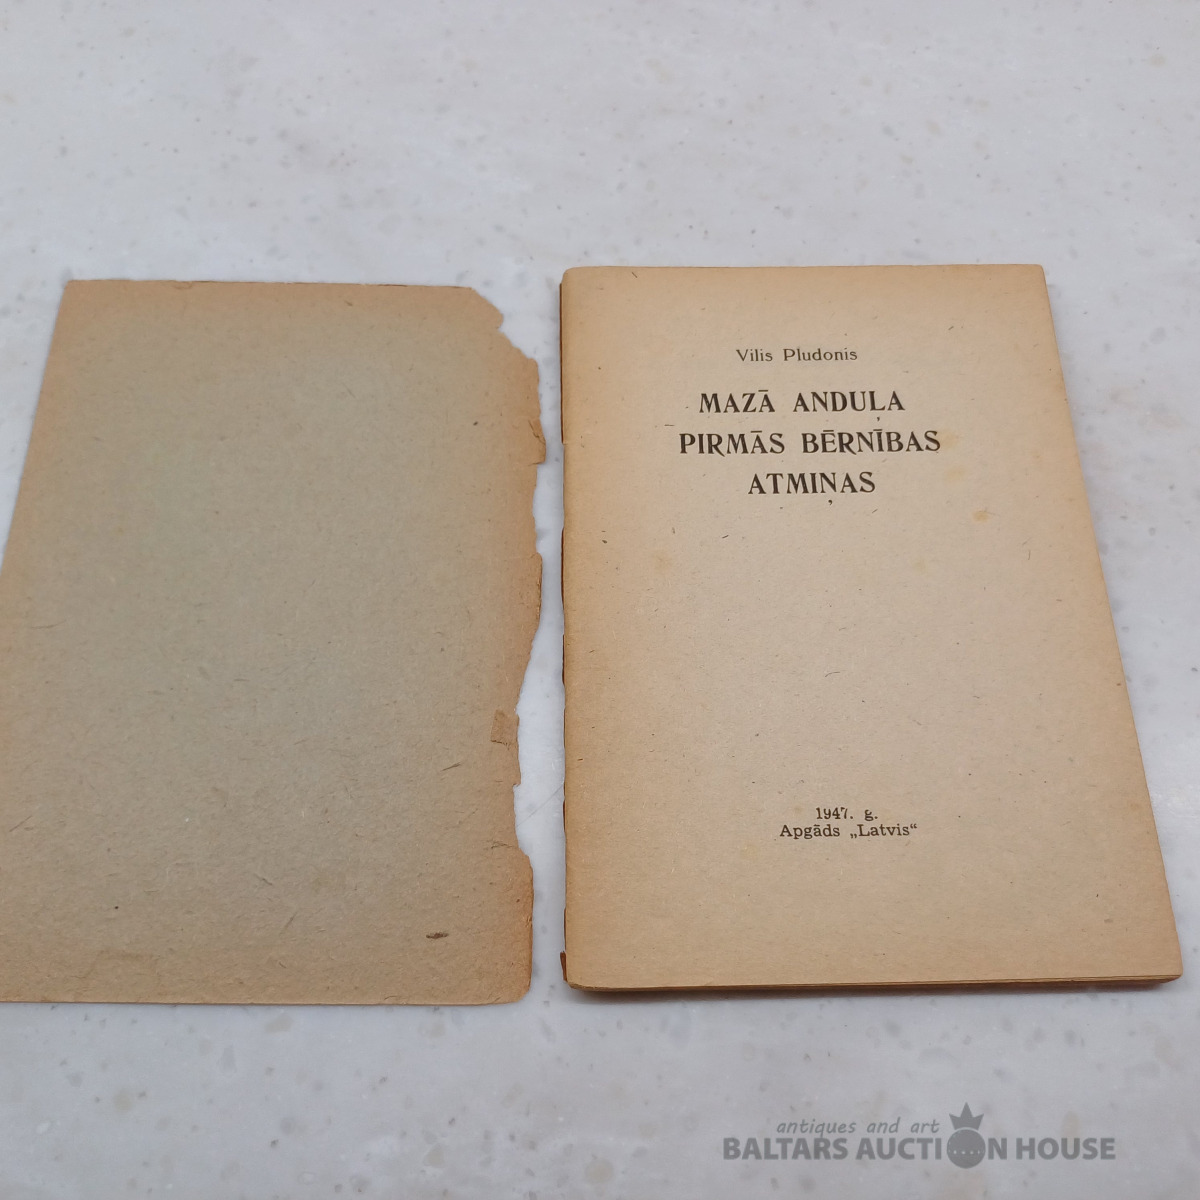 Vilis Pludonis
MAZĀ ANDUĻA
PIRMĀS BĒRNĪBAS
ATMIŅAS
1947. g.
Apgāds „Latvis“
antiques and art
BALTARS AUCTION HOUSE